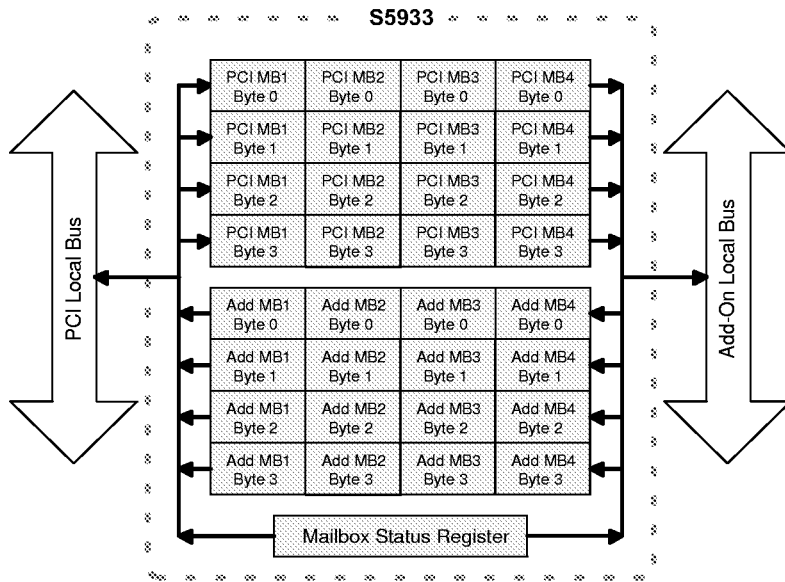 S5933
PCI MB1 PCI MB2 PCI MB3 PCI MB4
Byte 0 Byte 0 Byte 0 Byte 0
PCI MB1 PCI MB2 PCI MB3 PCI MB4
Byte 1 Byte 1 Byte 1 Byte 1
PCI MB1 PCI MB2 PCI MB3 PCI MB4
Byte 2 Byte 2 Byte 2 Byte 2
PCI MB1 PCI MB2 PCI MB3 PCI MB4
Byte 3 Byte 3 Byte 3 Byte 3
PCI Local Bus
Add-On Local Bus
Add MB1 Add MB2 Add MB3 Add MB4
Byte 0 Byte 0 Byte 0 Byte 0
Add MB1 Add MB2 Add MB3 Add MB4
Byte 1 Byte 1 Byte 1 Byte 1
Add MB1 Add MB2 Add MB3 Add MB4
Byte 2 Byte 2 Byte 2 Byte 2
Add MB1 Add MB2 Add MB3 Add MB4
Byte 3 Byte 3 Byte 3 Byte 3
Mailbox Status Register